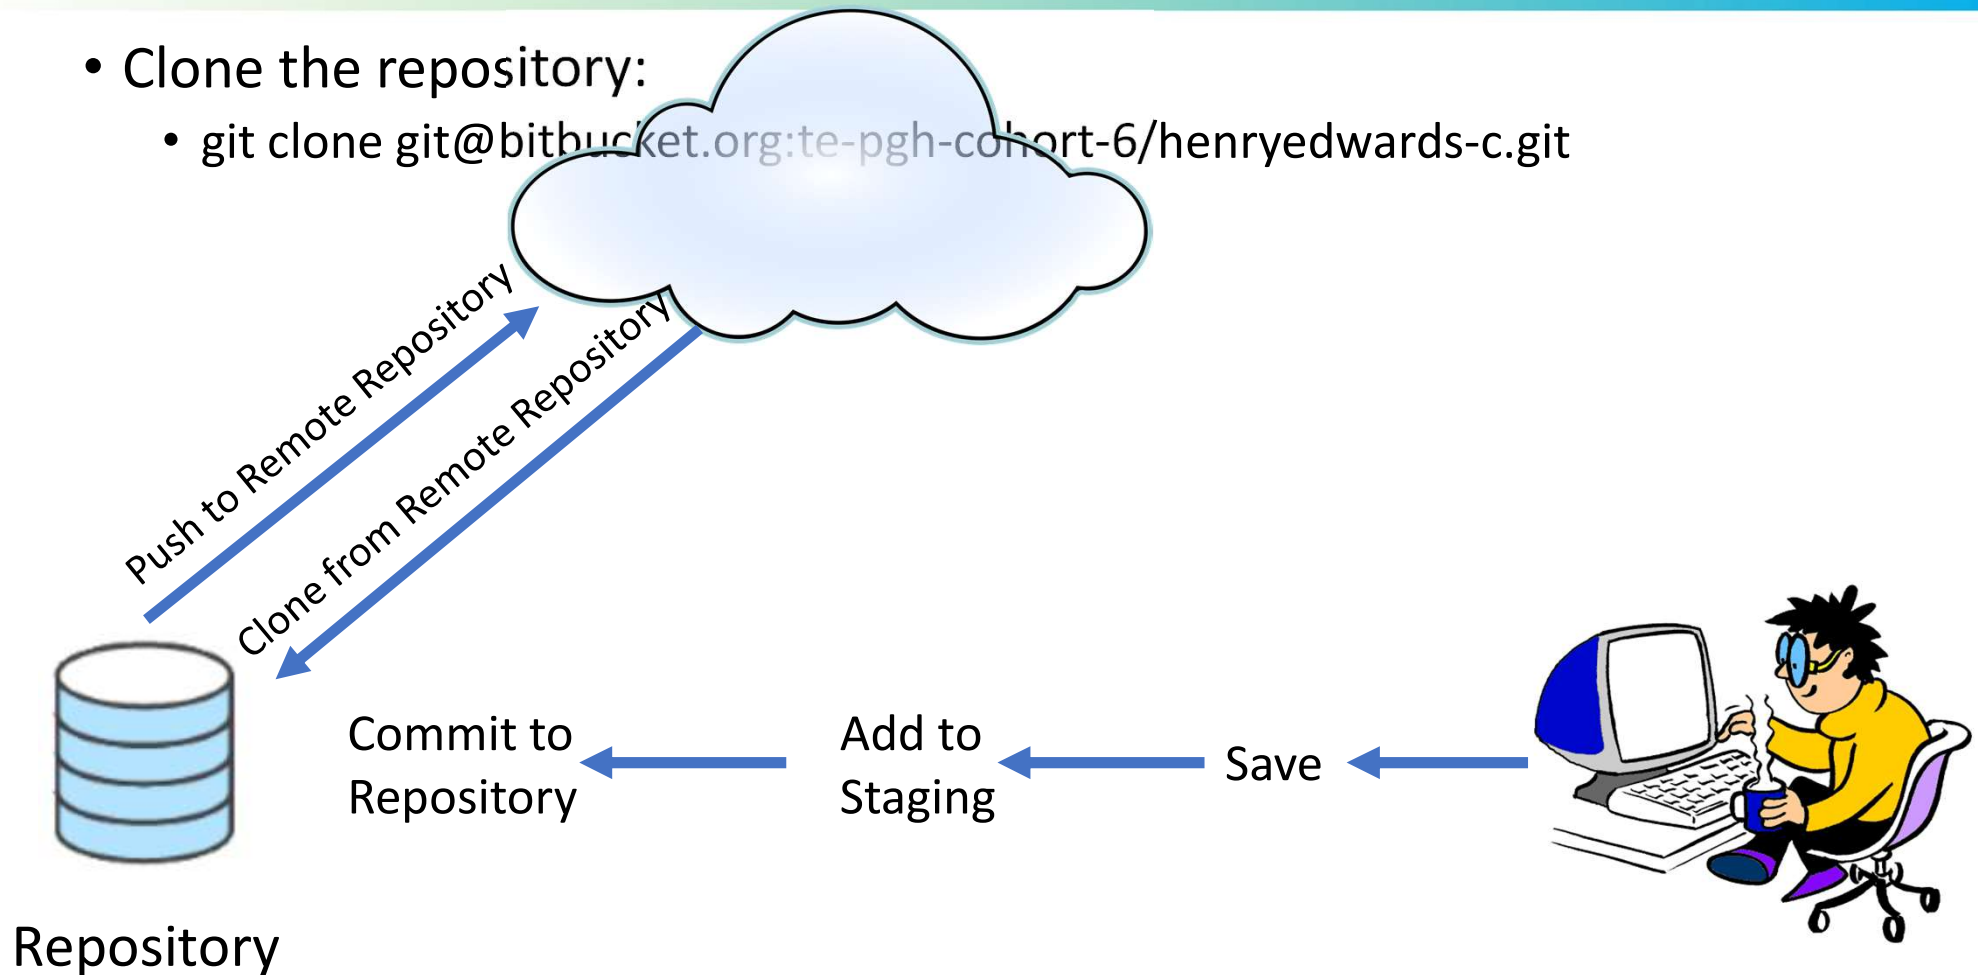 • Clone the repository:
• git clone git@bitbucket.org:te-pgh-cohort-6/henryedwards-c.git
Push to Remote Repository
Clone from Remote Repository
Commit to
Repository
Add to
Staging
Save
Repository